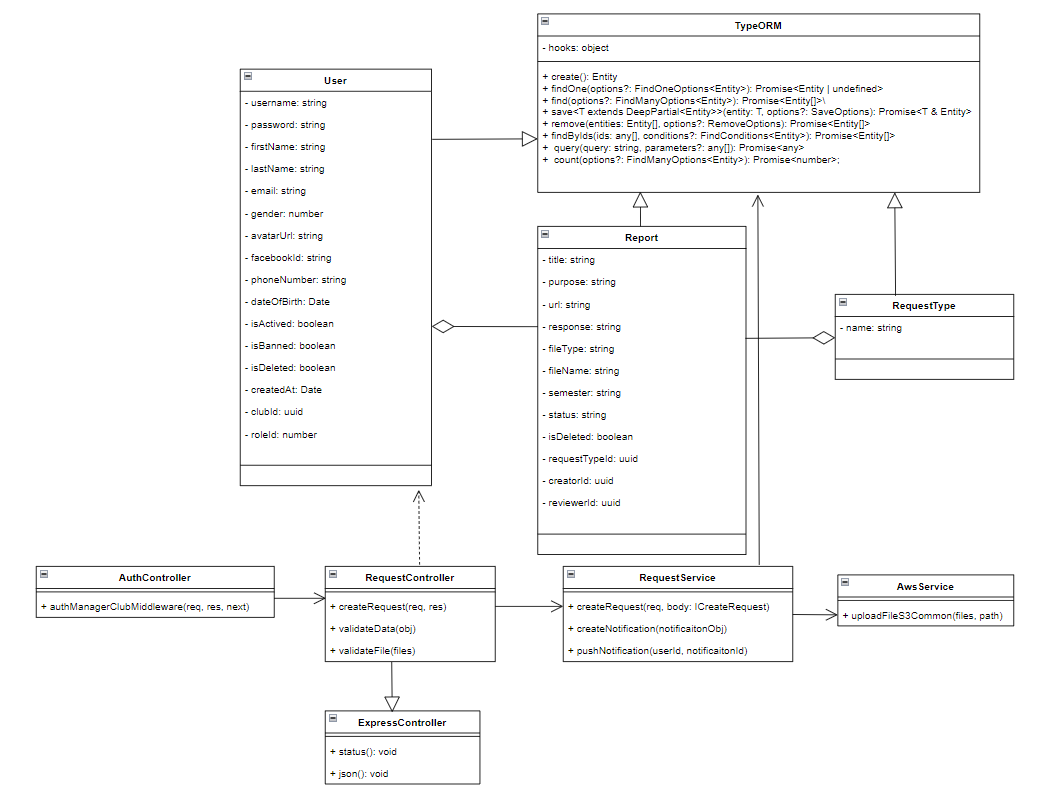 TypeORM
- hooks: object
+ create(): Entity
+ findOne(options?: FindOneOptions<Entity>): Promise<Entity | undefined>
+ find(options?: FindManyOptions<Entity>): Promise<Entity[]>\
+ save<T extends DeepPartial<Entity>>(entity: T, options?: SaveOptions): Promise<T & Entity>
+ remove(entities: Entity[], options?: RemoveOptions): Promise<Entity[]>
+ findByIds(ids: any[], conditions?: FindConditions<Entity>): Promise<Entity[]>
+ query(query: string, parameters?: any[]): Promise<any>
+ count(options?: FindManyOptions<Entity>): Promise<number>;
User
- username: string
- password: string
- firstName: string
- lastName: string
- email: string
- gender: number
- avatarUrl: string
- facebookId: string
- phoneNumber: string
- dateOfBirth: Date
- isActived: boolean
- isBanned: boolean
- isDeleted: boolean
- createdAt: Date
- clubId: uuid
- roleId: number
Report
- title: string
- purpose: string
- url: string
- response: string
- fileType: string
- fileName: string
- semester: string
- status: string
- isDeleted: boolean
- requestTypeId: uuid
- creatorId: uuid
- reviewerId: uuid
RequestType
- name: string
AuthController
+ authManagerClubMiddleware(req, res, next)
RequestController
+ createRequest(req, res)
+ validateData(obj)
+ validateFile(files)
RequestService
+ createRequest(req, body: ICreateRequest)
+ createNotification(notificaitonObj)
+ pushNotification(userId, notificaitonId)
AwsService
+ uploadFileS3Common(files, path)
ExpressController
+ status(): void
+ json(): void